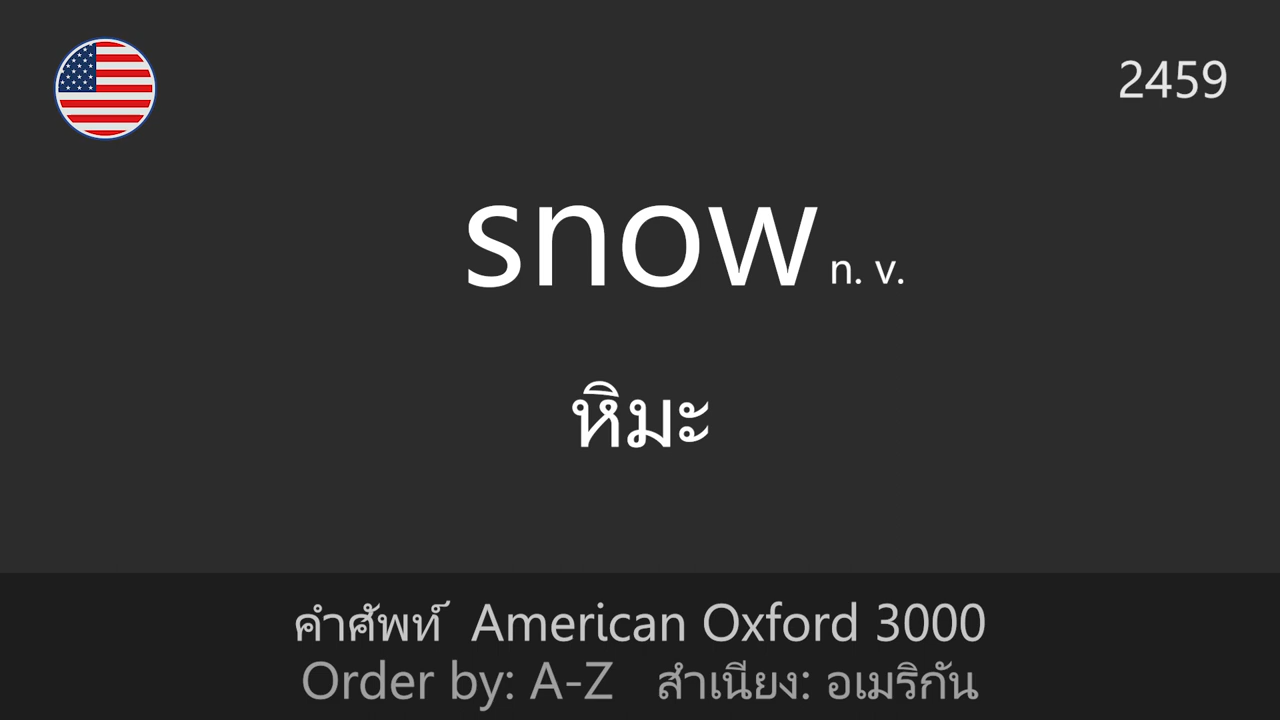 2459
snow n. v.
หิมะ
คำศัพท์ American Oxford 3000
Order by: A-Z สำเนียง: อเมริกัน